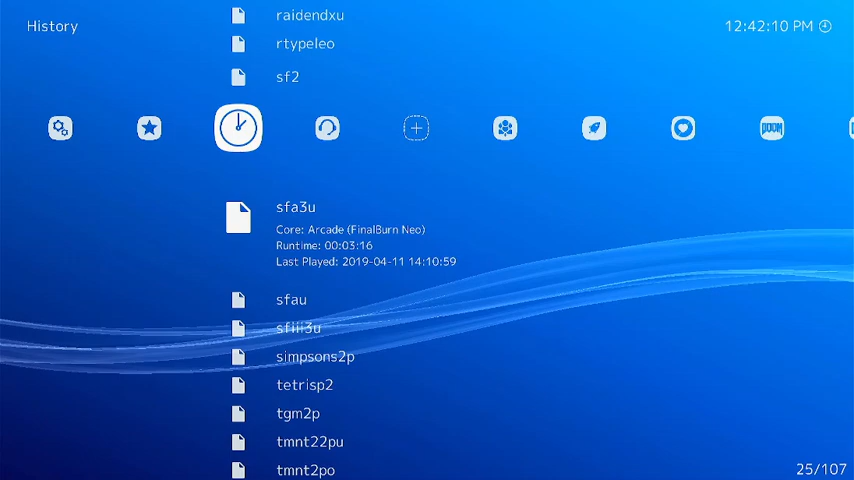 History
12:42:10 PM
raidendxu
rtypeleo
sf2
DOOM
sfa3u
Core: Arcade (FinalBurn Neo)
Runtime: 00:03:16
Last Played: 2019-04-11 14:10:59
sfau
sfiii3u
simpsons2p
tetrisp2
tgm2p
tmnt22pu
tmnt2po
25/107